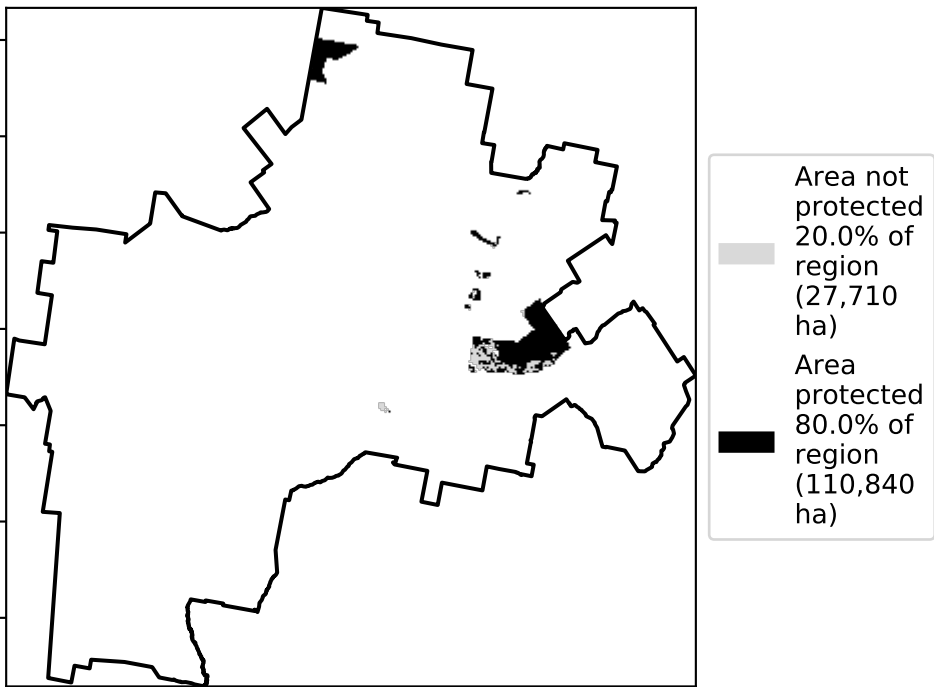 Area not
protected
20.0% of
region
(27,710
ha)
Area
protected
80.0% of
region
(110,840
ha)